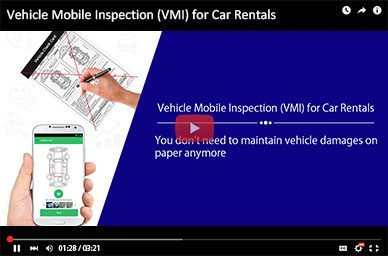 Vehicle Mobile Inspection (VMI) for Car Rentals
Vehicle Mobile Inspection (VMI) for Car Rentals
You don't need to maintain vehicle damages on
paper anymore
01:28 / 03:21